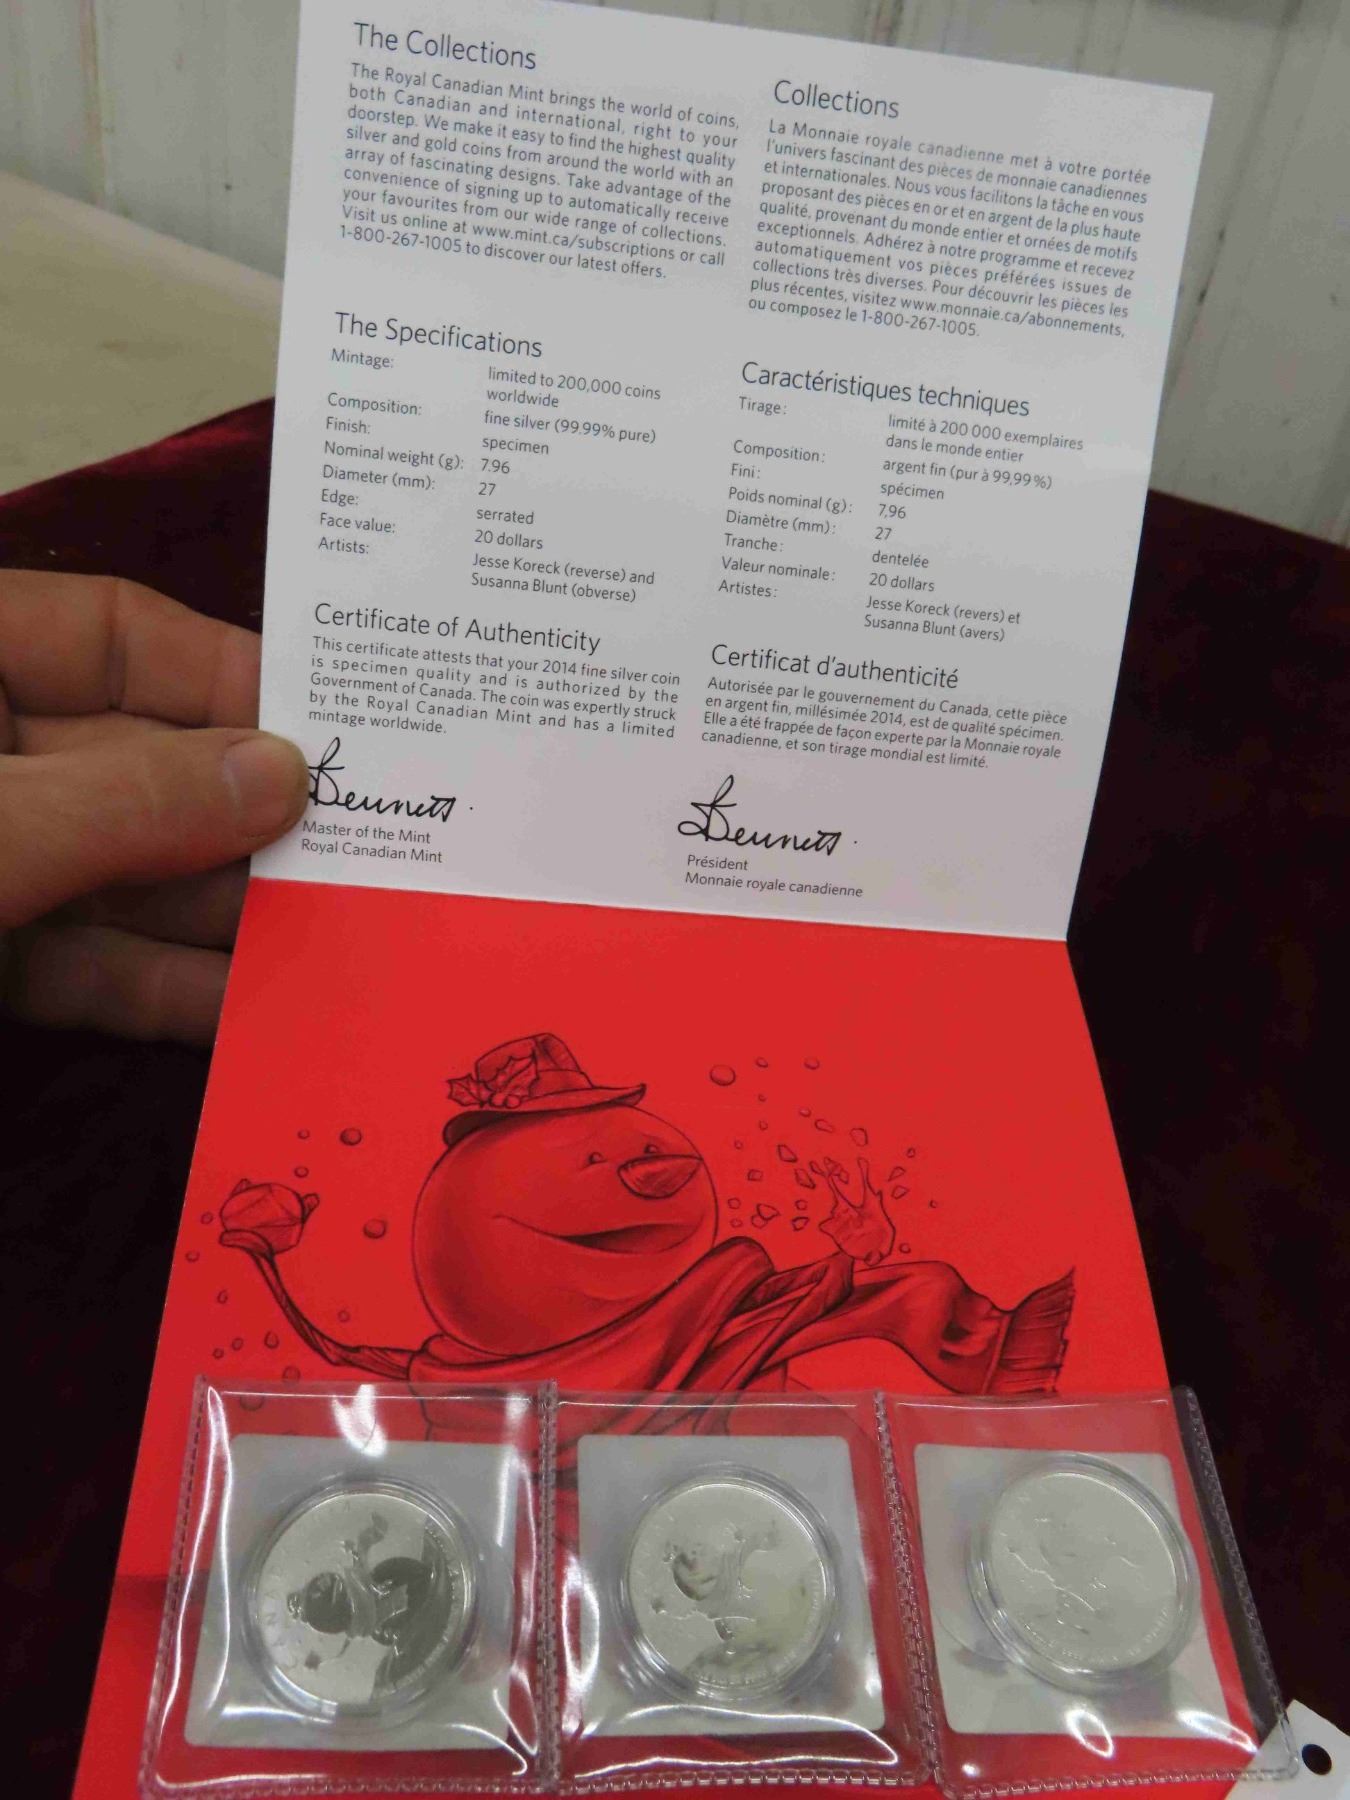 The Collections
The Royal Canadian Mint brings the world of coins,
both Canadian and international, right to your
doorstep. We make it easy to find the highest quality
silver and gold coins from around the world with an
array of fascinating designs. Take advantage of the
convenience of signing up to automatically receive
your favourites from our wide range of collections.
Visit us online at www.mint.ca/subscriptions or call
1-800-267-1005 to discover our latest offers.
The Specifications
Mintage: limited to 200,000 coins
worldwide
Composition: fine silver (99.99% pure)
Finish: specimen
Nominal weight (g): 7.96
Diameter (mm): 27
Edge: serrated
Face value: 20 dollars
Artists: Jesse Koreck (reverse) and
Susanna Blunt (obverse)
Certificate of Authenticity
This certificate attests that your 2014 fine silver coin
is specimen quality and is authorized by the
Government of Canada. The coin was expertly struck
by the Royal Canadian Mint and has a limited
mintage worldwide.
Bennett
Master of the Mint
Royal Canadian Mint
Collections
La Monnaie royale canadienne met à votre portée
l'univers fascinant des pièces de monnaie canadiennes
et internationales. Nous vous facilitons la tâche en vous
proposant des pièces en or et en argent de la plus haute
qualité, provenant du monde entier et ornées de motifs
exceptionnels. Adhérez à notre programme et recevez
automatiquement vos pièces préférées issues de
collections très diverses. Pour découvrir les pièces les
plus récentes, visitez www.monnaie.ca/abonnements,
ou composez le 1-800-267-1005.
Caractéristiques techniques
Tirage: limité à 200 000 exemplaires
dans le monde entier
Composition: argent fin (pur à 99,99%)
Fini: spécimen
Poids nominal (g): 7,96
Diamètre (mm): 27
Tranche: dentelée
Valeur nominale: 20 dollars
Artistes: Jesse Koreck (revers) et
Susanna Blunt (avers)
Certificat d'authenticité
Autorisée par le gouvernement du Canada, cette pièce
en argent fin, millésimée 2014, est de qualité spécimen.
Elle a été frappée de façon experte par la Monnaie royale
canadienne, et son tirage mondial est limité.
Bennett
Président
Monnaie royale canadienne